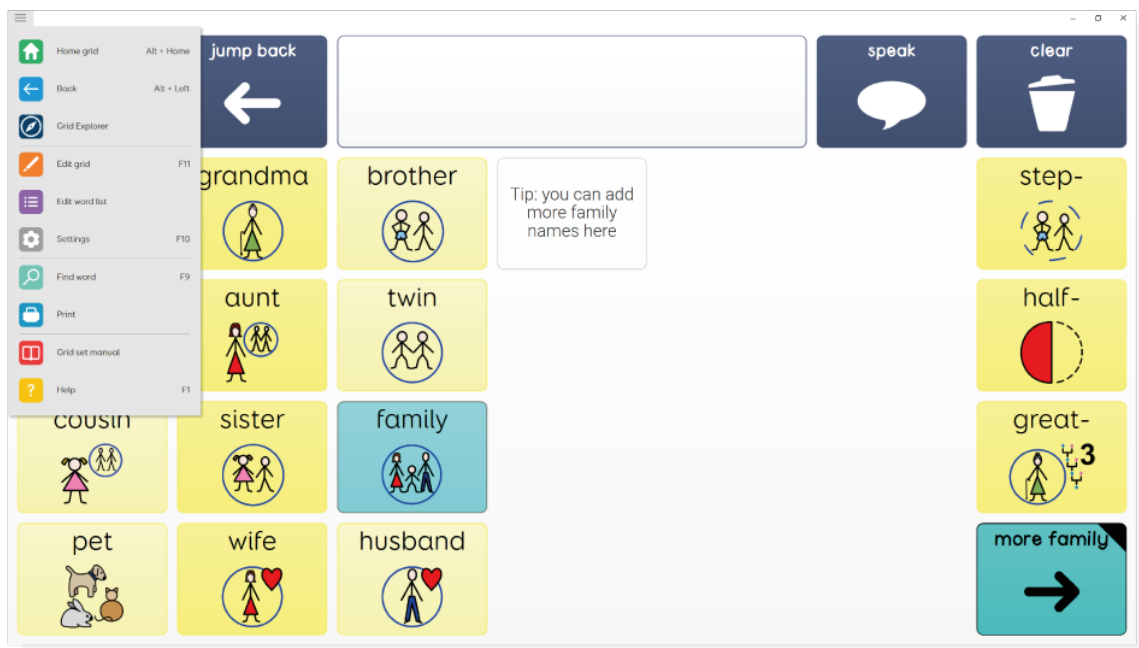 Home grid Alt + Home
Back Alt + Left
Grid Explorer
Edit grid F11
Edit word list
Settings F10
Find word F9
Print
Grid set manual
? Help F1
jump back
speak
clear
grandma
brother
Tip: you can add
more family
names here
step-
aunt
twin
half-
cousin
sister
family
great-
3
pet
wife
husband
more family